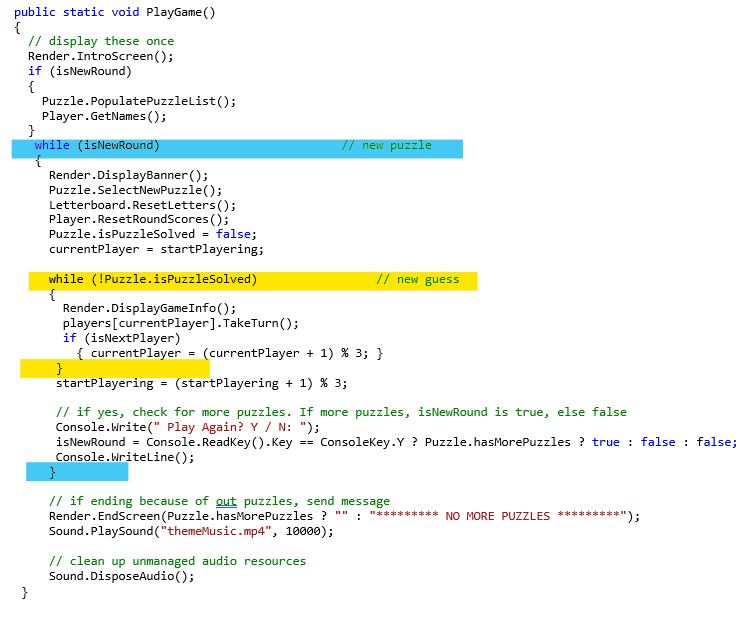 public static void PlayGame()
{
// display these once
Render.IntroScreen();
if (isNewRound)
{
Puzzle.PopulatePuzzleList();
Player.GetNames();
}
while (isNewRound) // new puzzle
{
Render.DisplayBanner();
Puzzle.SelectNewPuzzle();
Letterboard.ResetLetters();
Player.ResetRoundScores();
Puzzle.isPuzzleSolved = false;
currentPlayer = startPlayering;
while (!Puzzle.isPuzzleSolved) // new guess
{
Render.DisplayGameInfo();
players[currentPlayer].TakeTurn();
if (isNextPlayer)
{ currentPlayer = (currentPlayer + 1) % 3; }
}
startPlayering = (startPlayering + 1) % 3;
// if yes, check for more puzzles. If more puzzles, isNewRound is true, else false
Console.Write(" Play Again? Y / N: ");
isNewRound = Console.ReadKey().Key == ConsoleKey.Y ? Puzzle.hasMorePuzzles ? true : false : false;
Console.WriteLine();
}
// if ending because of out puzzles, send message
Render.EndScreen(Puzzle.hasMorePuzzles ? "" : "********* NO MORE PUZZLES *********");
Sound.PlaySound("themeMusic.mp4", 10000);
// clean up unmanaged audio resources
Sound.DisposeAudio();
}